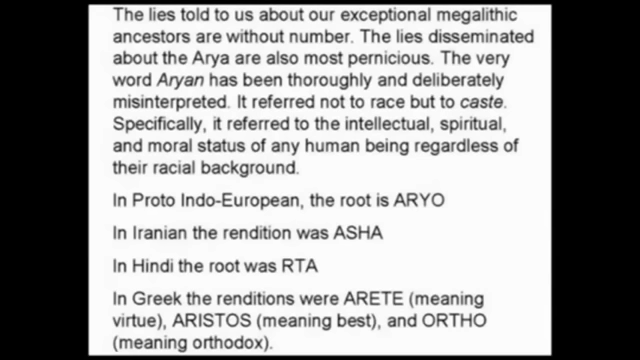 The lies told to us about our exceptional megalithic
ancestors are without number. The lies disseminated
about the Arya are also most pernicious. The very
word Aryan has been thoroughly and deliberately
misinterpreted. It referred not to race but to caste.
Specifically, it referred to the intellectual, spiritual,
and moral status of any human being regardless of
their racial background.
In Proto Indo-European, the root is ARYO
In Iranian the rendition was ASHA
In Hindi the root was RTA
In Greek the renditions were ARETE (meaning
virtue), ARISTOS (meaning best), and ORTHO
(meaning orthodox).